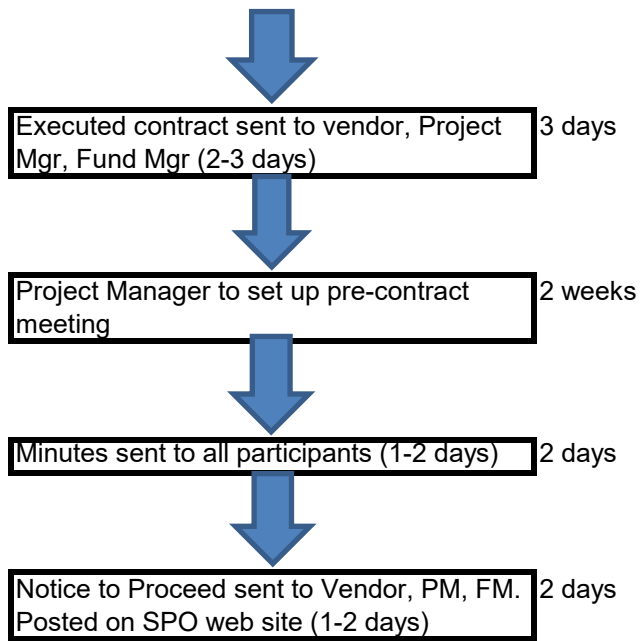 Executed contract sent to vendor, Project 3 days
Mgr, Fund Mgr (2-3 days)
Project Manager to set up pre-contract 2 weeks
meeting
Minutes sent to all participants (1-2 days) 2 days
Notice to Proceed sent to Vendor, PM, FM. 2 days
Posted on SPO web site (1-2 days)